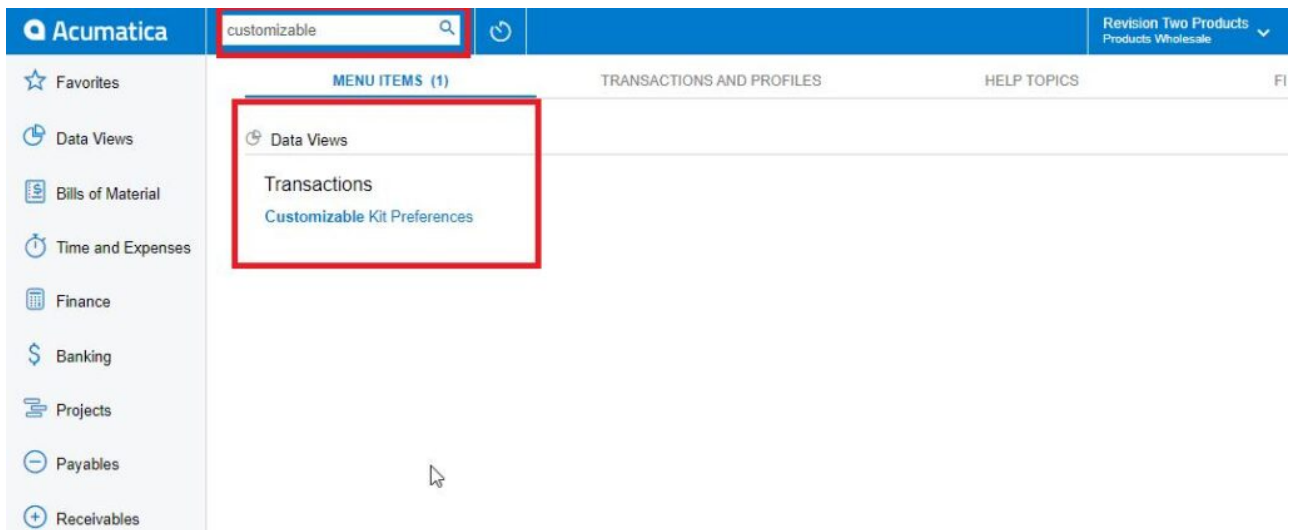 Acumatica
customizable
Revision Two Products
Products Wholesale
Favorites
MENU ITEMS (1)
TRANSACTIONS AND PROFILES
HELP TOPICS
FI
Data Views
Data Views
Bills of Material
Transactions
Customizable Kit Preferences
Time and Expenses
Finance
Banking
Projects
Payables
Receivables